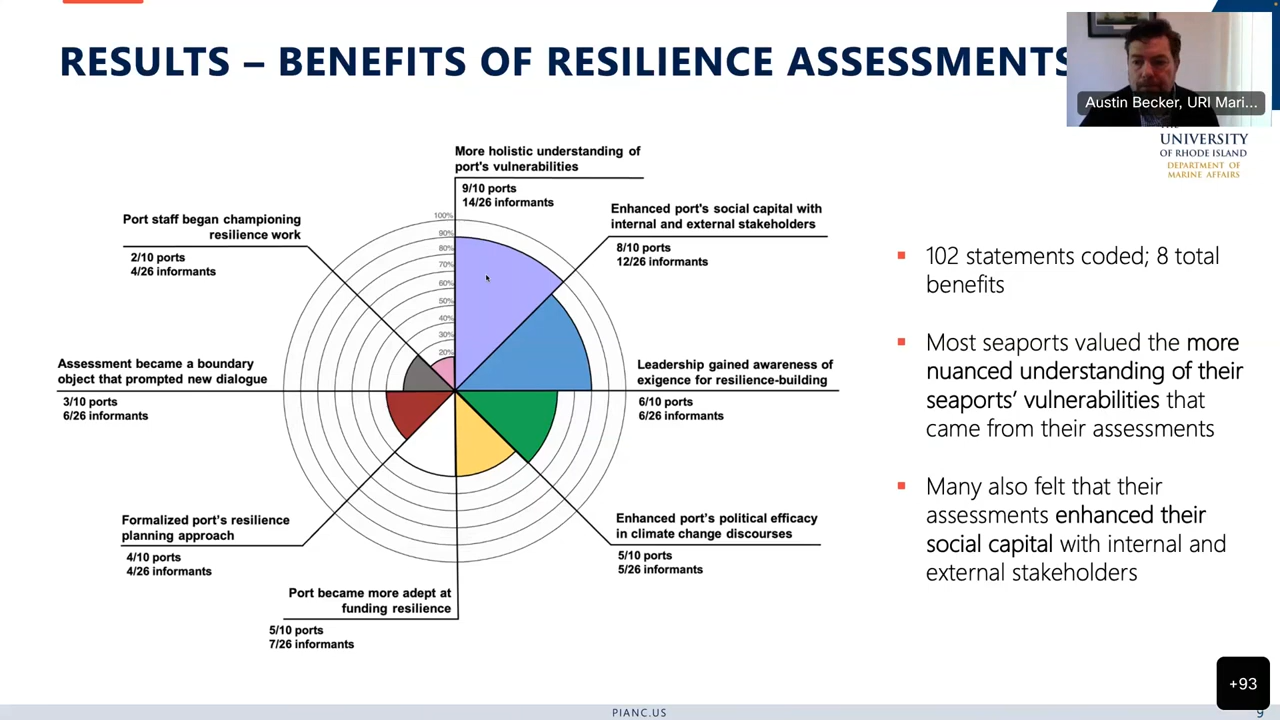 RESULTS – BENEFITS OF RESILIENCE ASSESSMENTS
Austin Becker, URI Mari...
UNIVERSITY
OF RHODE ISLAND
DEPARTMENT OF
MARINE AFFAIRS
More holistic understanding of
port's vulnerabilities
9/10 ports
14/26 informants
Enhanced port's social capital with
internal and external stakeholders
8/10 ports
12/26 informants
Leadership gained awareness of
exigence for resilience-building
6/10 ports
6/26 informants
Enhanced port's political efficacy
in climate change discourses
5/10 ports
5/26 informants
Port became more adept at
funding resilience
5/10 ports
7/26 informants
Formalized port's resilience
planning approach
4/10 ports
4/26 informants
Assessment became a boundary
object that prompted new dialogue
3/10 ports
6/26 informants
Port staff began championing
resilience work
2/10 ports
4/26 informants
100%
90%
80%
70%
60%
50%
40%
30%
20%
102 statements coded; 8 total
benefits
Most seaports valued the more
nuanced understanding of their
seaports' vulnerabilities that
came from their assessments
Many also felt that their
assessments enhanced their
social capital with internal and
external stakeholders
+93
PIANC.US
9